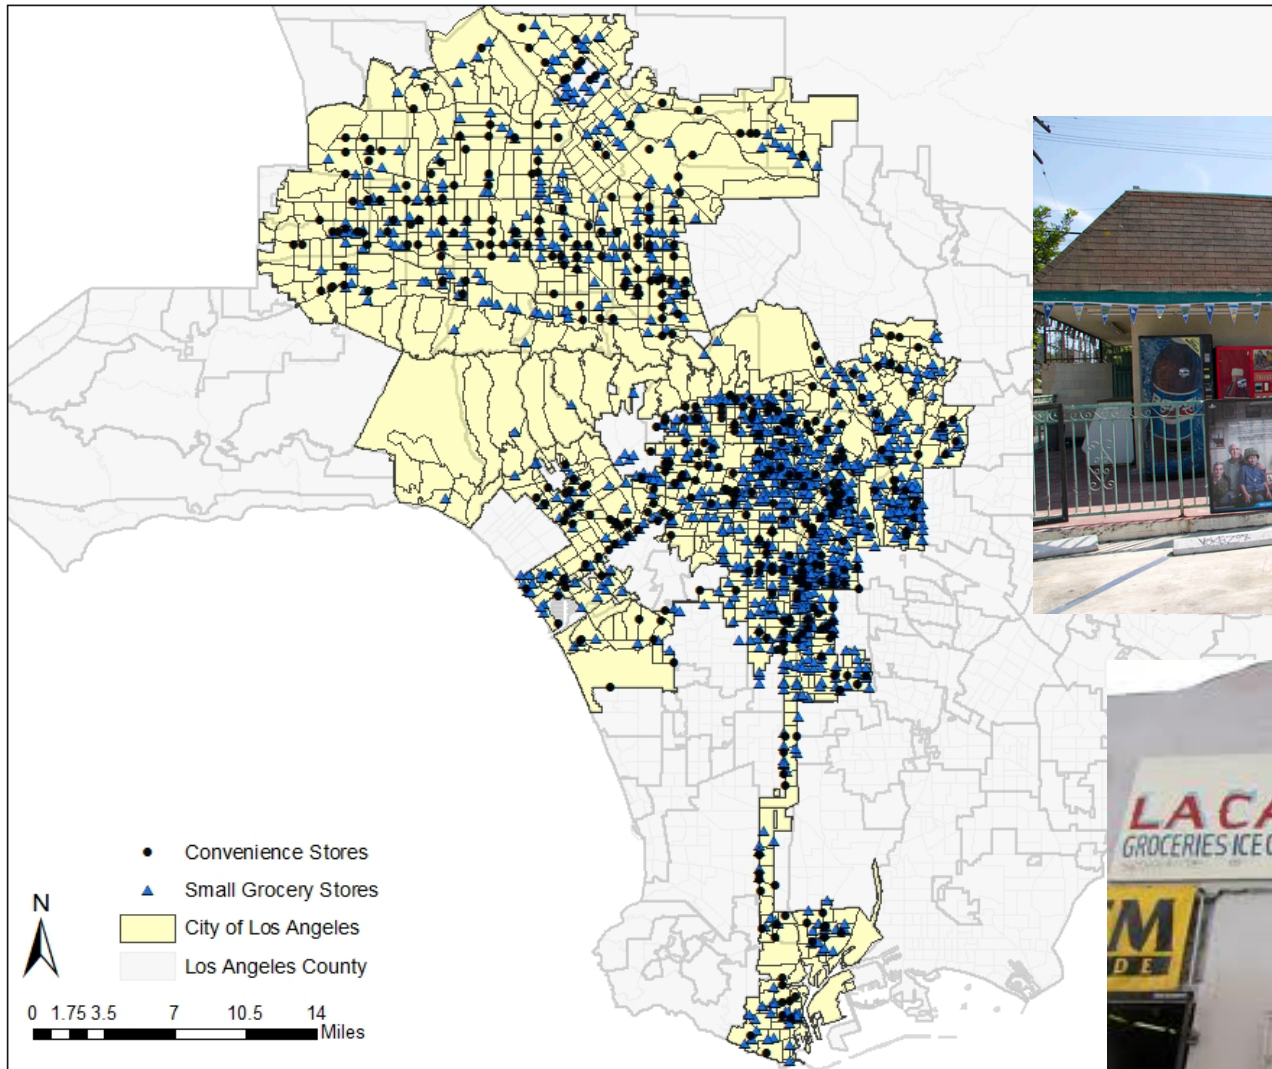 Convenience Stores
Small Grocery Stores
City of Los Angeles
Los Angeles County
N
0 1.75 3.5 7 10.5 14
Miles
LA CA
GROCERIES ICE C
M
DE